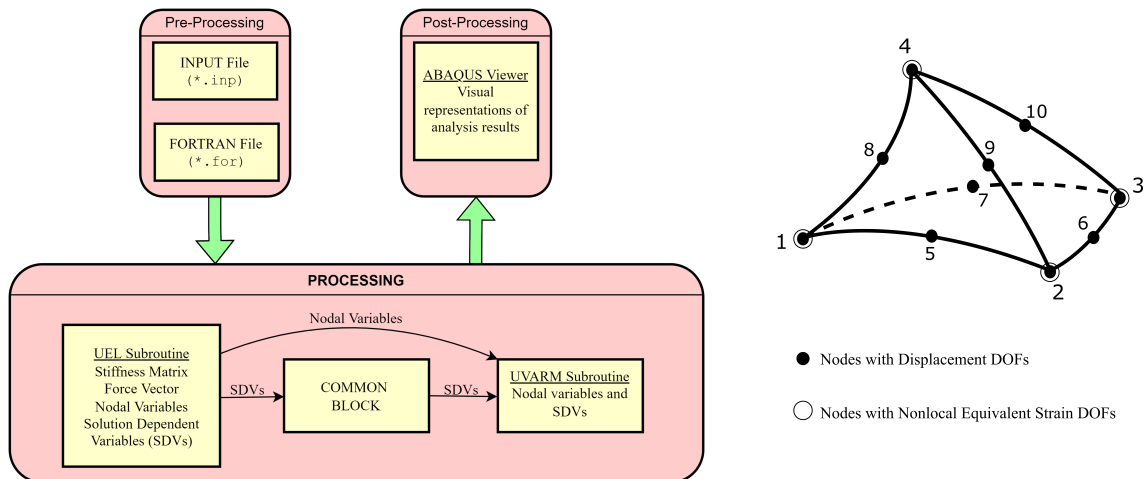 Pre-Processing
INPUT File
(*.inp)
FORTRAN File
(*.for)
Post-Processing
ABAQUS Viewer
Visual
representations of
analysis results
PROCESSING
Nodal Variables
UEL Subroutine
Stiffness Matrix
Force Vector
Nodal Variables
Solution Dependent
Variables (SDVs)
SDVs
COMMON
BLOCK
SDVs
UVARM Subroutine
Nodal variables and
SDVs
4
10
8
9
7
3
6
1
5
2
Nodes with Displacement DOFs
Nodes with Nonlocal Equivalent Strain DOFs